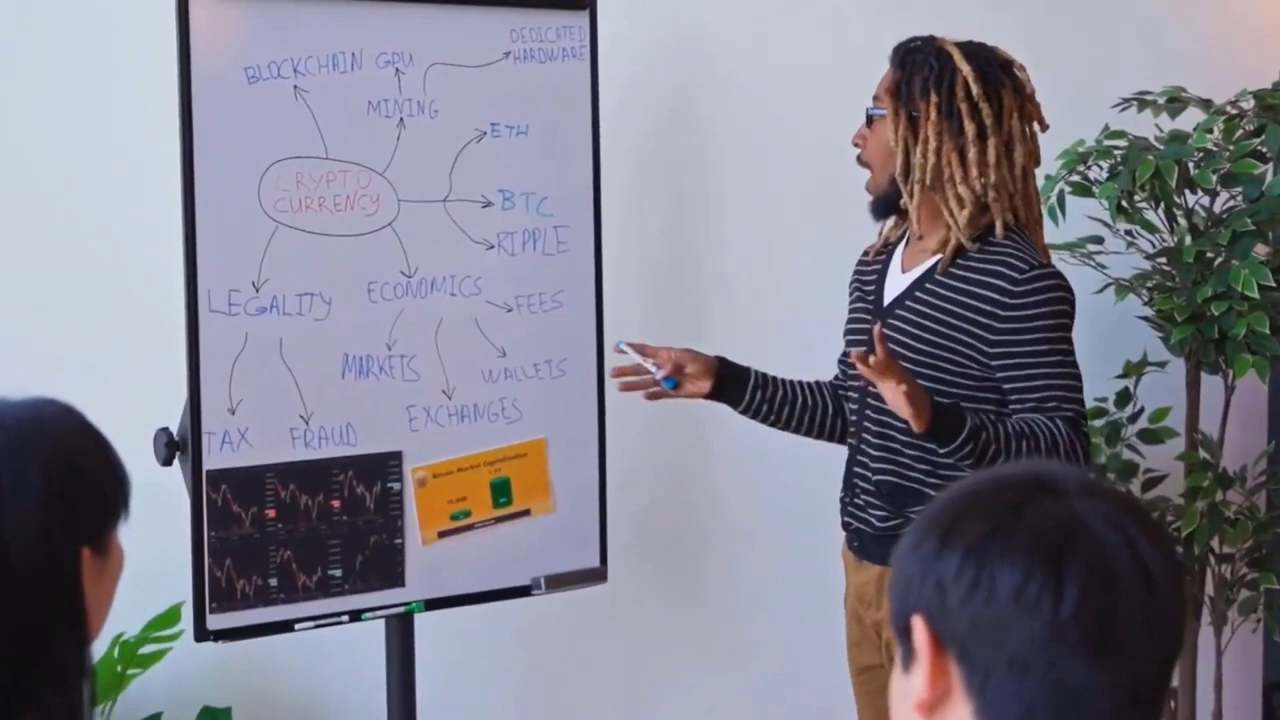 DEDICATED
HARDWARE
BLOCKCHAIN
GPU
MINING
ETH
CRYPTO
CURRENCY
BTC
RIPPLE
LEGALITY
ECONOMICS
FEES
MARKETS
WALLETS
EXCHANGES
TAX
FRAUD
Bitcoin Market Capitalization